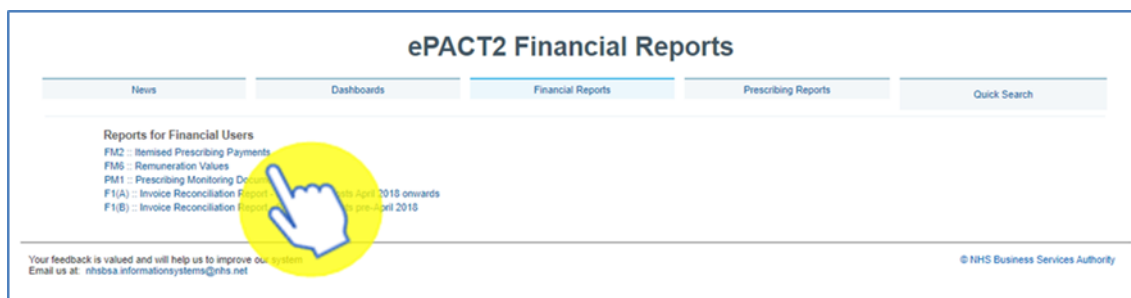 ePACT2 Financial Reports
News Dashboards Financial Reports Prescribing Reports Quick Search
Reports for Financial Users
FM2 :: Itemised Prescribing Payments
FM6 :: Remuneration Values
PM1 :: Prescribing Monitoring
F1(A) :: Invoice Reconciliation Report April 2018 onwards
F1(B) :: Invoice Reconciliation Report pre-April 2018
Your feedback is valued and will help us to improve our system
Email us at: nhsbsa.informationsystems@nhs.net
© NHS Business Services Authority